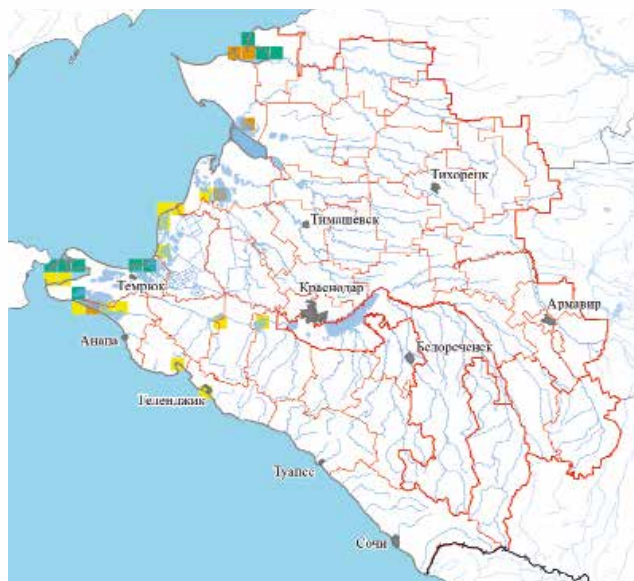 Тихорецк
Тимашевск
Темрюк
Краснодар
Армавир
Анапа
Белореченск
Геленджик
Туапсе
Сочи